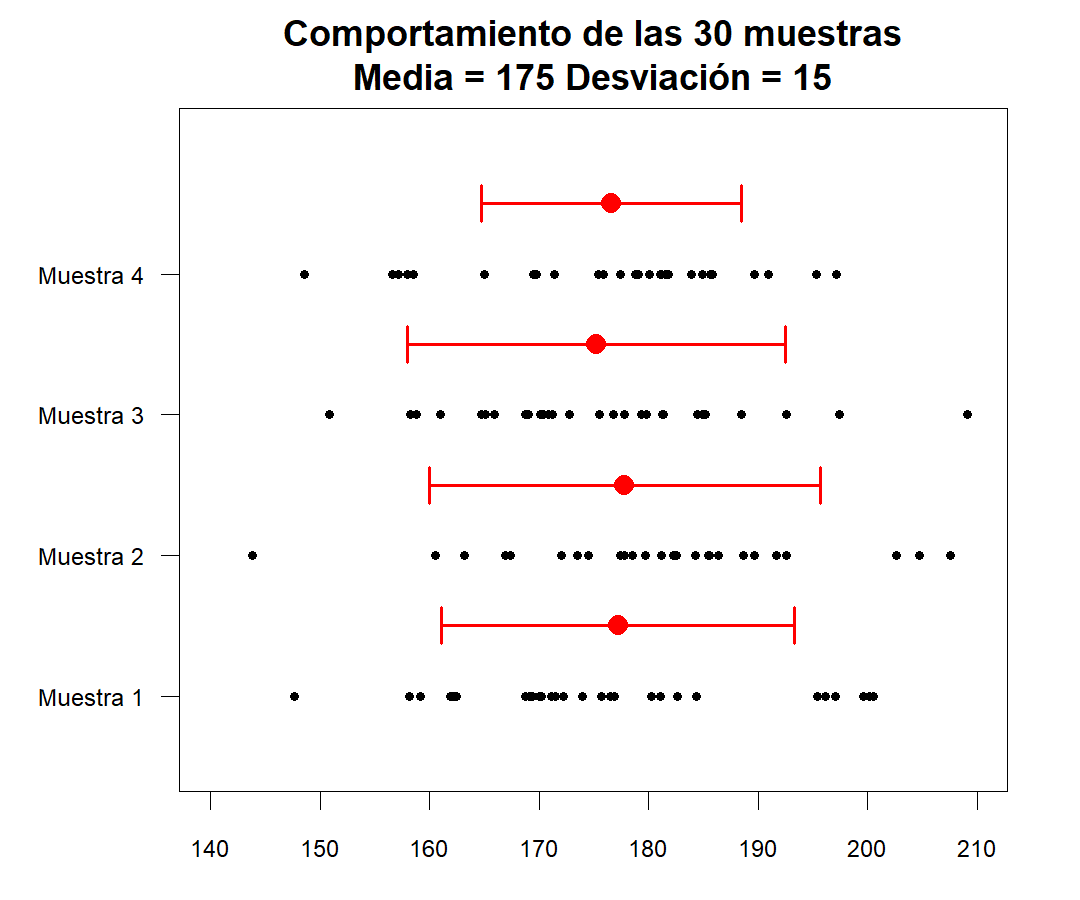 Comportamiento de las 30 muestras
Media = 175 Desviación = 15
Muestra 4
Muestra 3
Muestra 2
Muestra 1
140 150 160 170 180 190 200 210